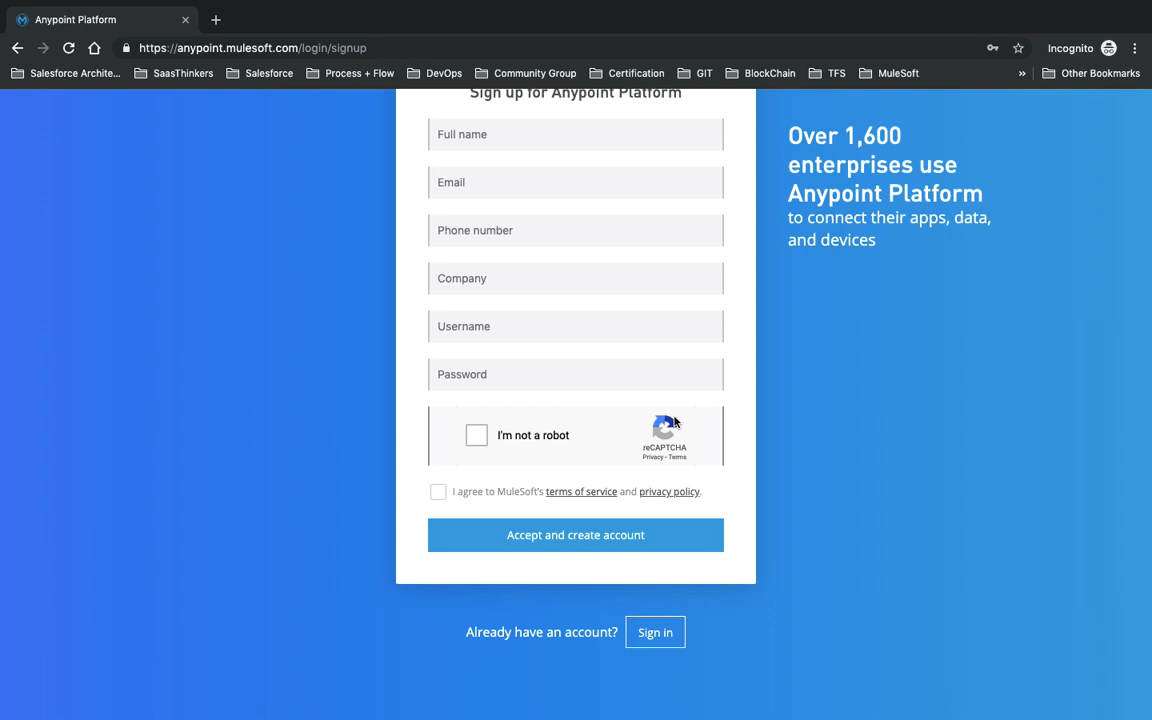 Anypoint Platform
https://anypoint.mulesoft.com/login/signup
Incognito
Salesforce Archite...
SaasThinkers
Salesforce
Process + Flow
DevOps
Community Group
Certification
GIT
BlockChain
TFS
MuleSoft
»
Other Bookmarks
Sign up for Anypoint Platform
Full name
Email
Phone number
Company
Username
Password
I'm not a robot
reCAPTCHA
Privacy - Terms
I agree to MuleSoft's terms of service and privacy policy.
Accept and create account
Already have an account?
Sign in
Over 1,600
enterprises use
Anypoint Platform
to connect their apps, data,
and devices